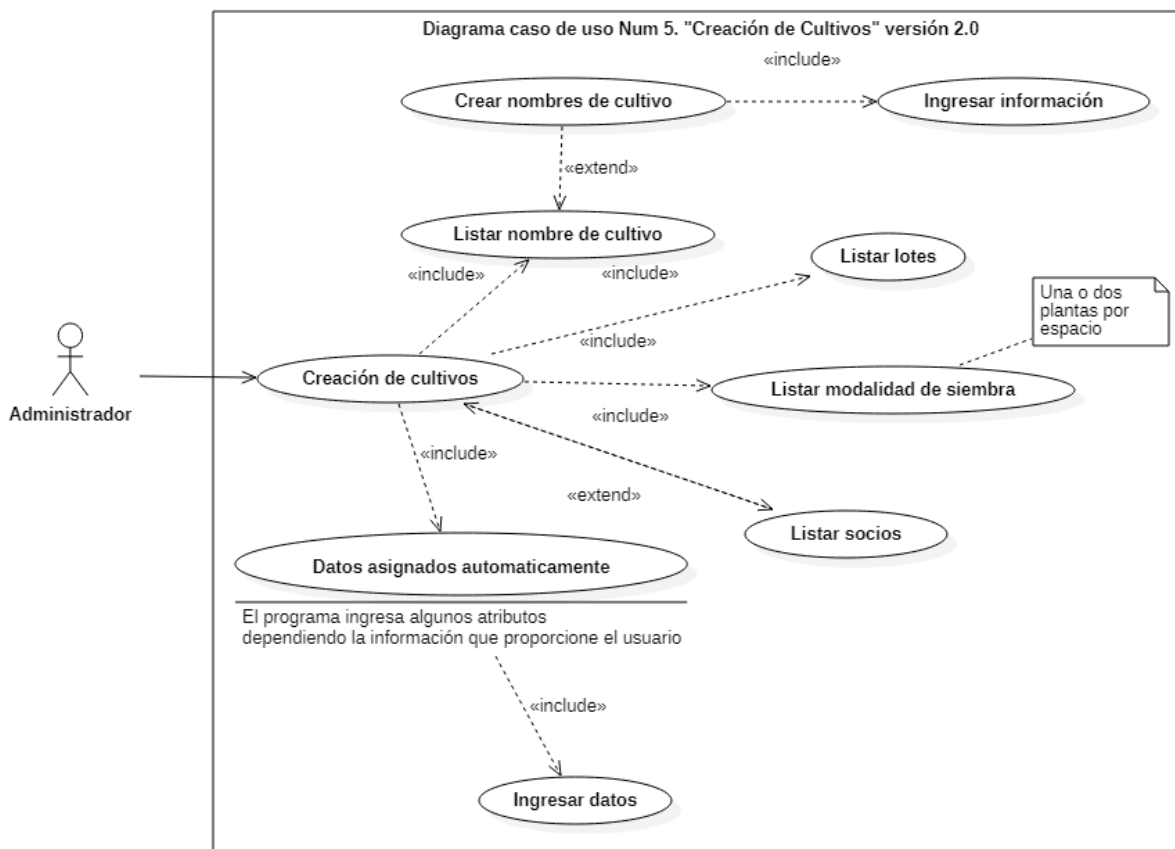 Diagrama caso de uso Num 5. "Creación de Cultivos" versión 2.0
«include»
Crear nombres de cultivo
Ingresar información
«extend»
Listar nombre de cultivo
Listar lotes
«include»
«include»
Una o dos
plantas por
espacio
«include»
Creación de cultivos
Listar modalidad de siembra
Administrador
«include»
«include»
«extend»
Listar socios
Datos asignados automaticamente
El programa ingresa algunos atributos
dependiendo la información que proporcione el usuario
«include»
Ingresar datos